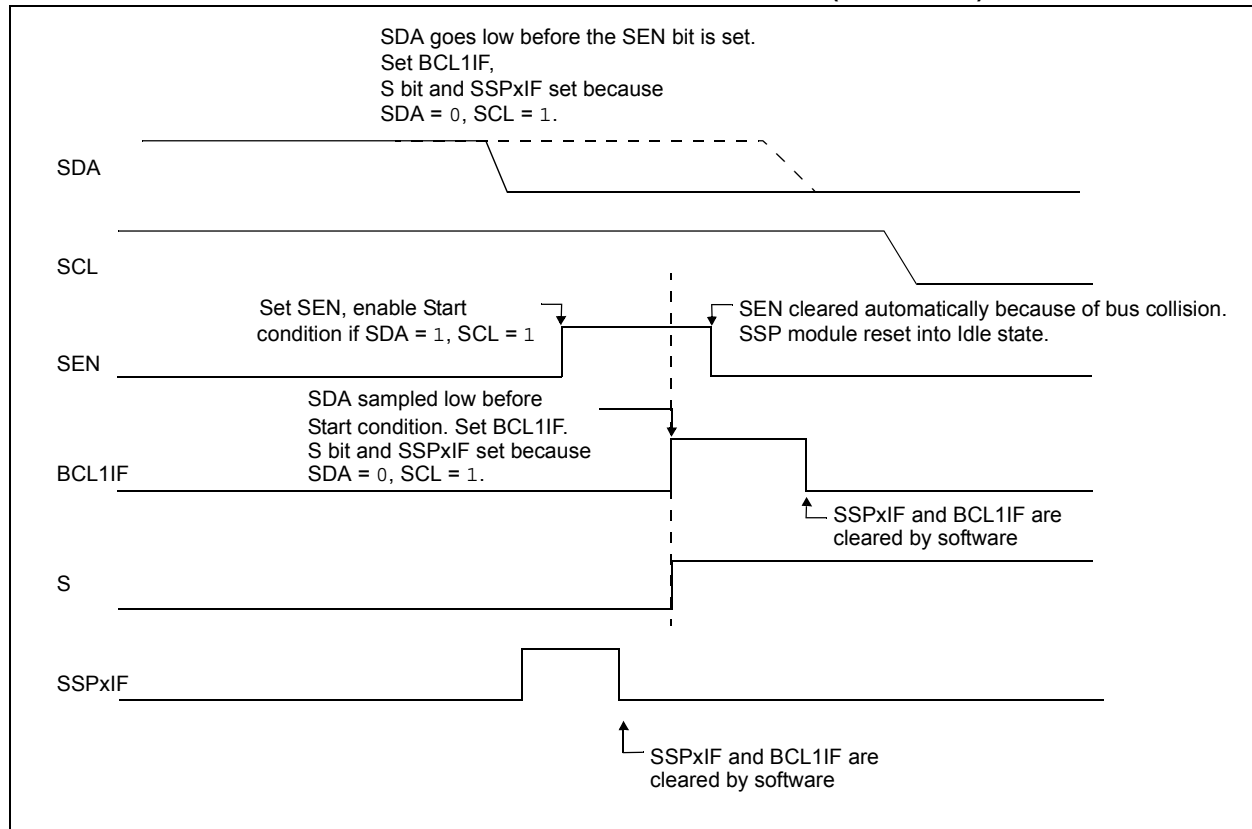 SDA goes low before the SEN bit is set.
Set BCL1IF,
S bit and SSPxIF set because
SDA = 0, SCL = 1.
SDA
SCL
Set SEN, enable Start
condition if SDA = 1, SCL = 1
SEN cleared automatically because of bus collision.
SSP module reset into Idle state.
SEN
SDA sampled low before
Start condition. Set BCL1IF.
S bit and SSPxIF set because
SDA = 0, SCL = 1.
BCL1IF
SSPxIF and BCL1IF are
cleared by software
S
SSPxIF
SSPxIF and BCL1IF are
cleared by software